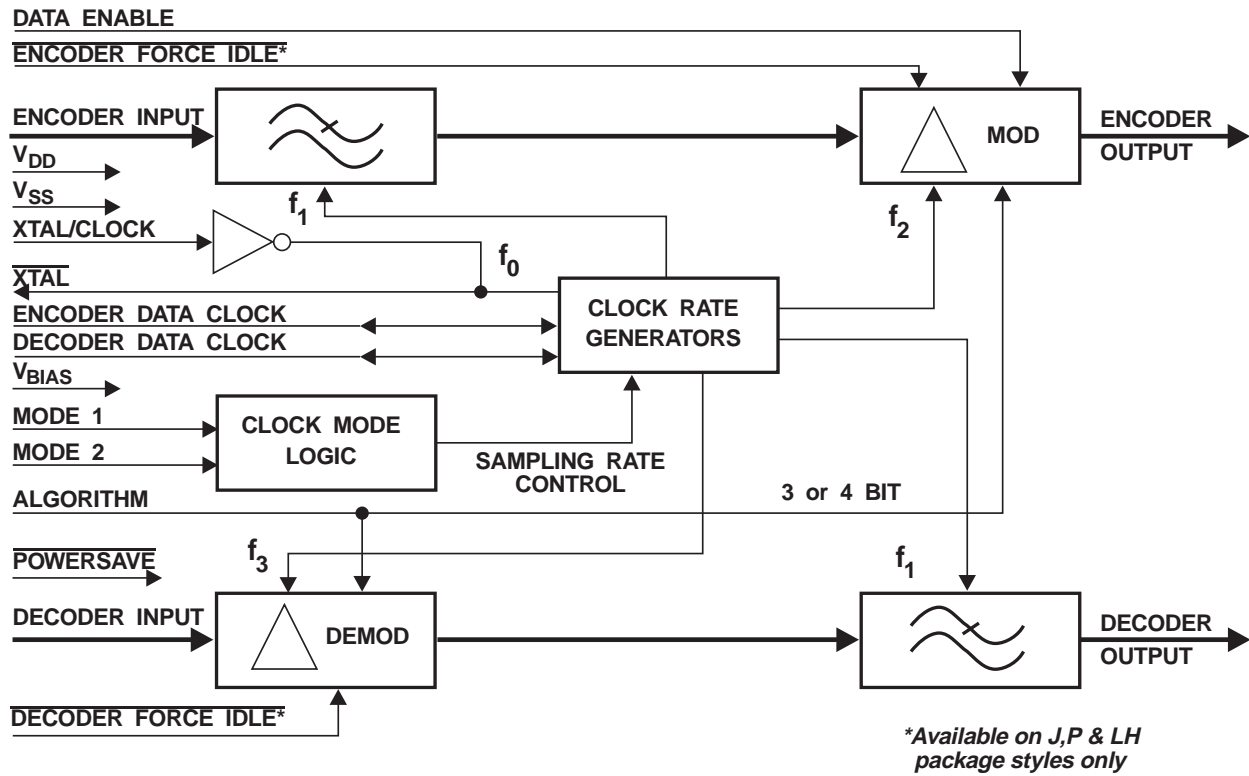 DATA ENABLE
ENCODER FORCE IDLE*
ENCODER INPUT
MOD
ENCODER
OUTPUT
VDD
VSS
f1
f2
XTAL/CLOCK
f0
XTAL
CLOCK RATE
GENERATORS
ENCODER DATA CLOCK
DECODER DATA CLOCK
VBIAS
MODE 1
CLOCK MODE
LOGIC
MODE 2
SAMPLING RATE
CONTROL
ALGORITHM
3 or 4 BIT
f3
f1
POWERSAVE
DECODER INPUT
DEMOD
DECODER
OUTPUT
DECODER FORCE IDLE*
*Available on J,P & LH
package styles only